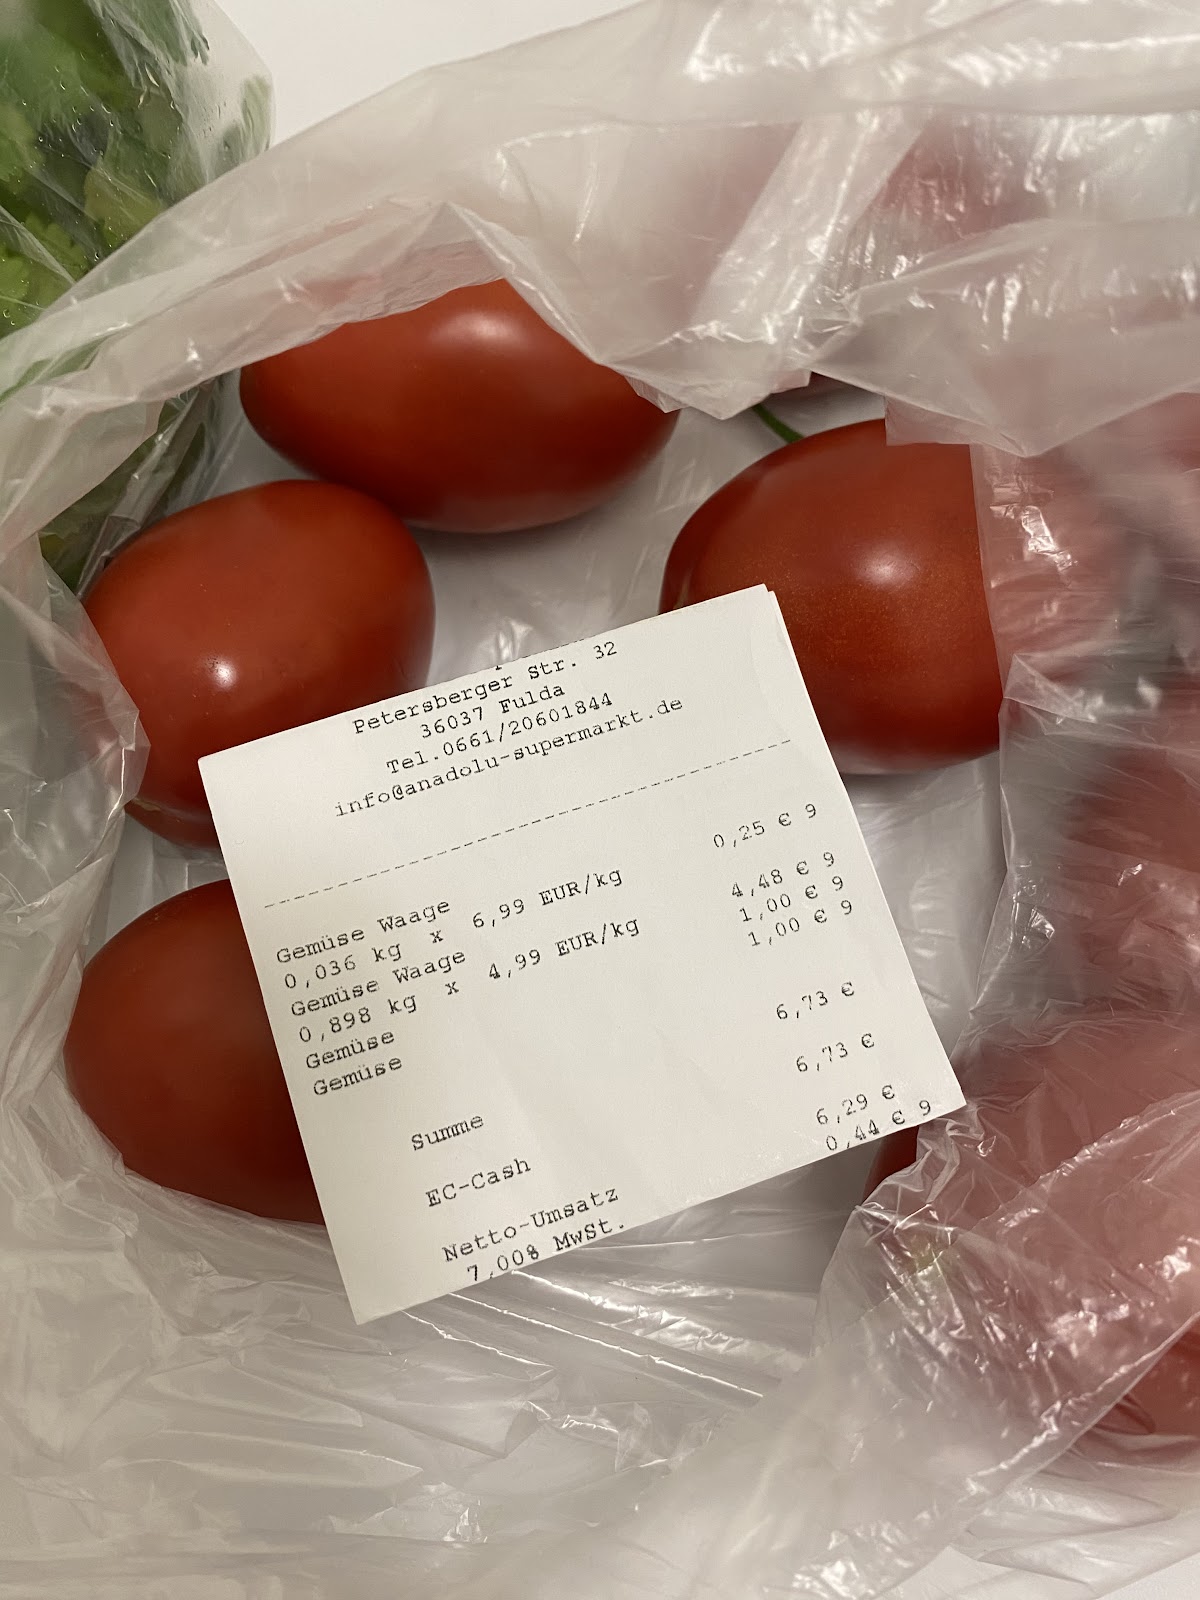 Petersberger Str. 32
36037 Fulda
Tel.0661/20601844
info@anadolu-supermarkt.de
Gemüse Waage 0,25 € 9
0,036 kg x 6,99 EUR/kg
Gemüse Waage 4,48 € 9
0,898 kg x 4,99 EUR/kg
Gemüse 1,00 € 9
Gemüse 1,00 € 9
Summe 6,73 €
EC-Cash 6,73 €
Netto-Umsatz 6,29 €
7,00% MwSt. 0,44 € 9